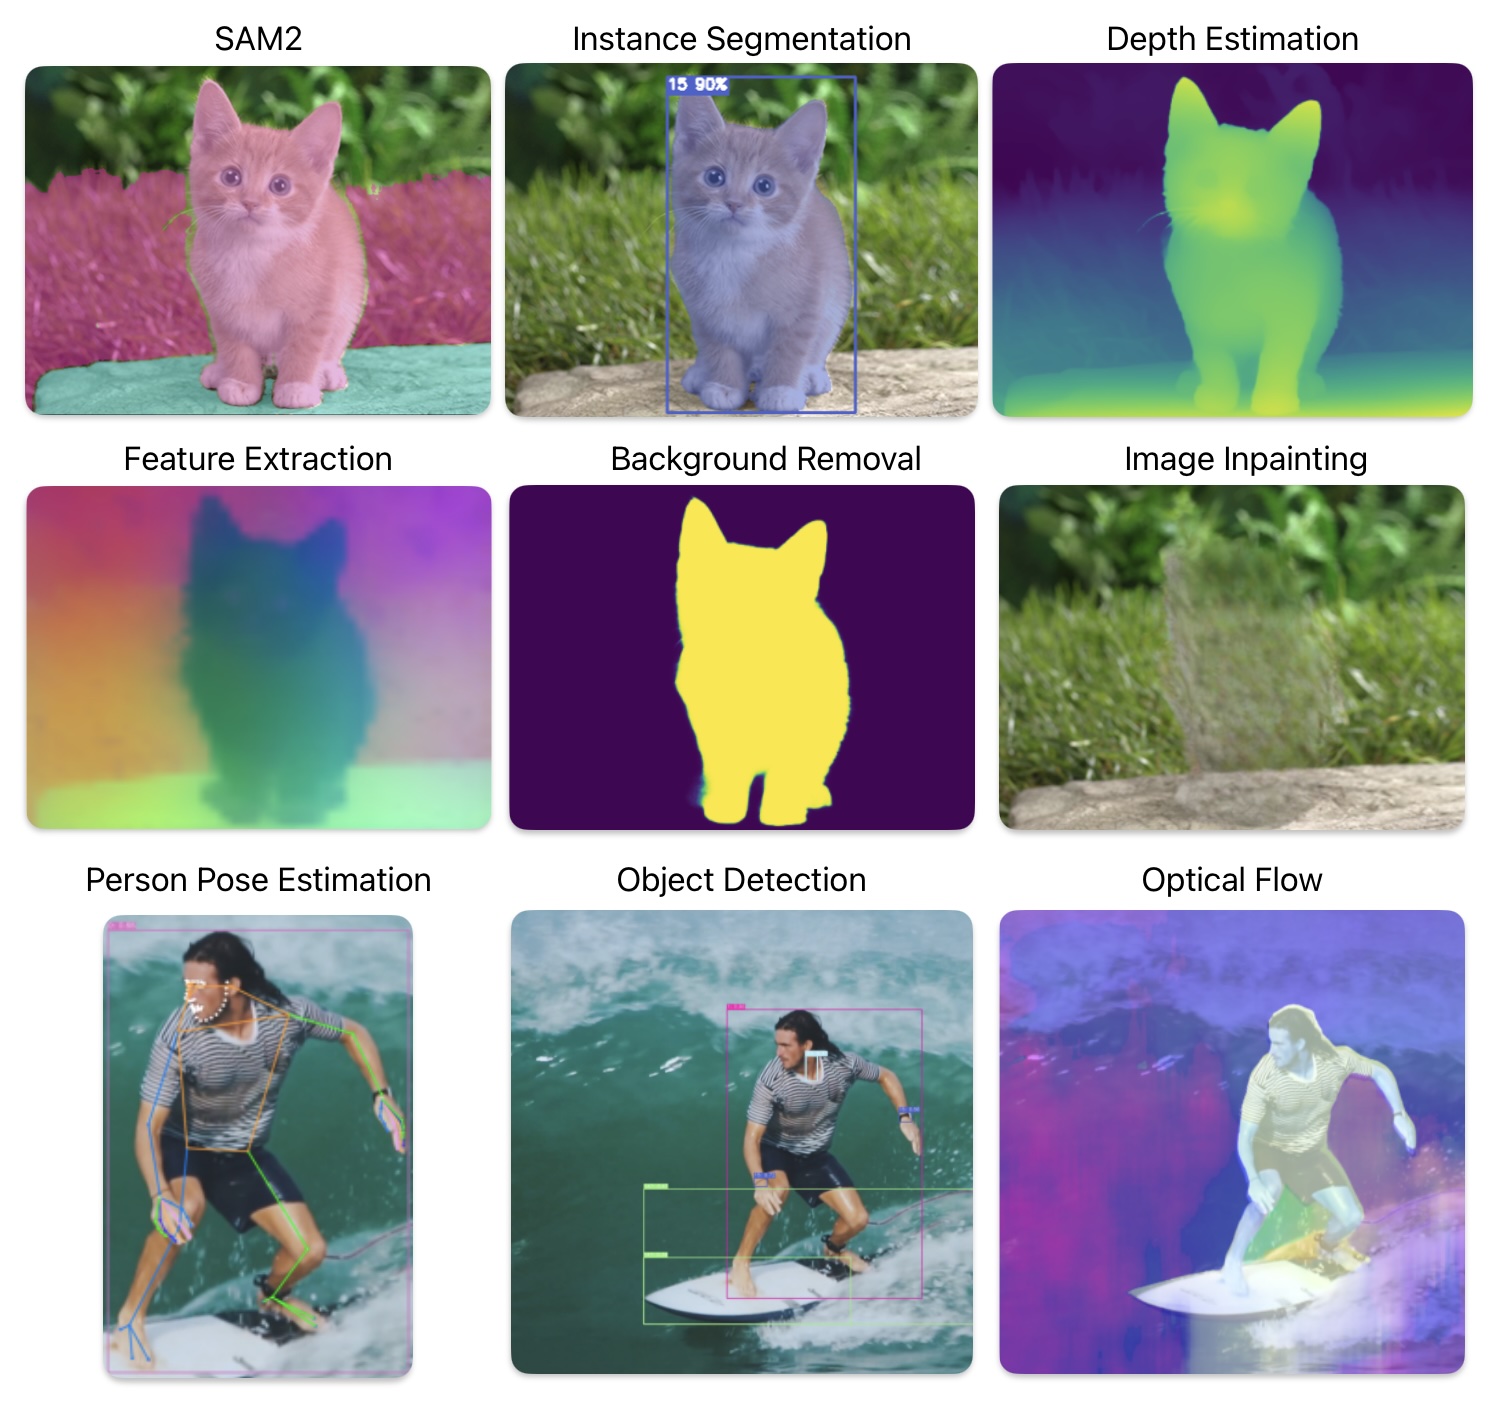 SAM2
Instance Segmentation
Depth Estimation
15 90%
Feature Extraction
Background Removal
Image Inpainting
Person Pose Estimation
Object Detection
Optical Flow